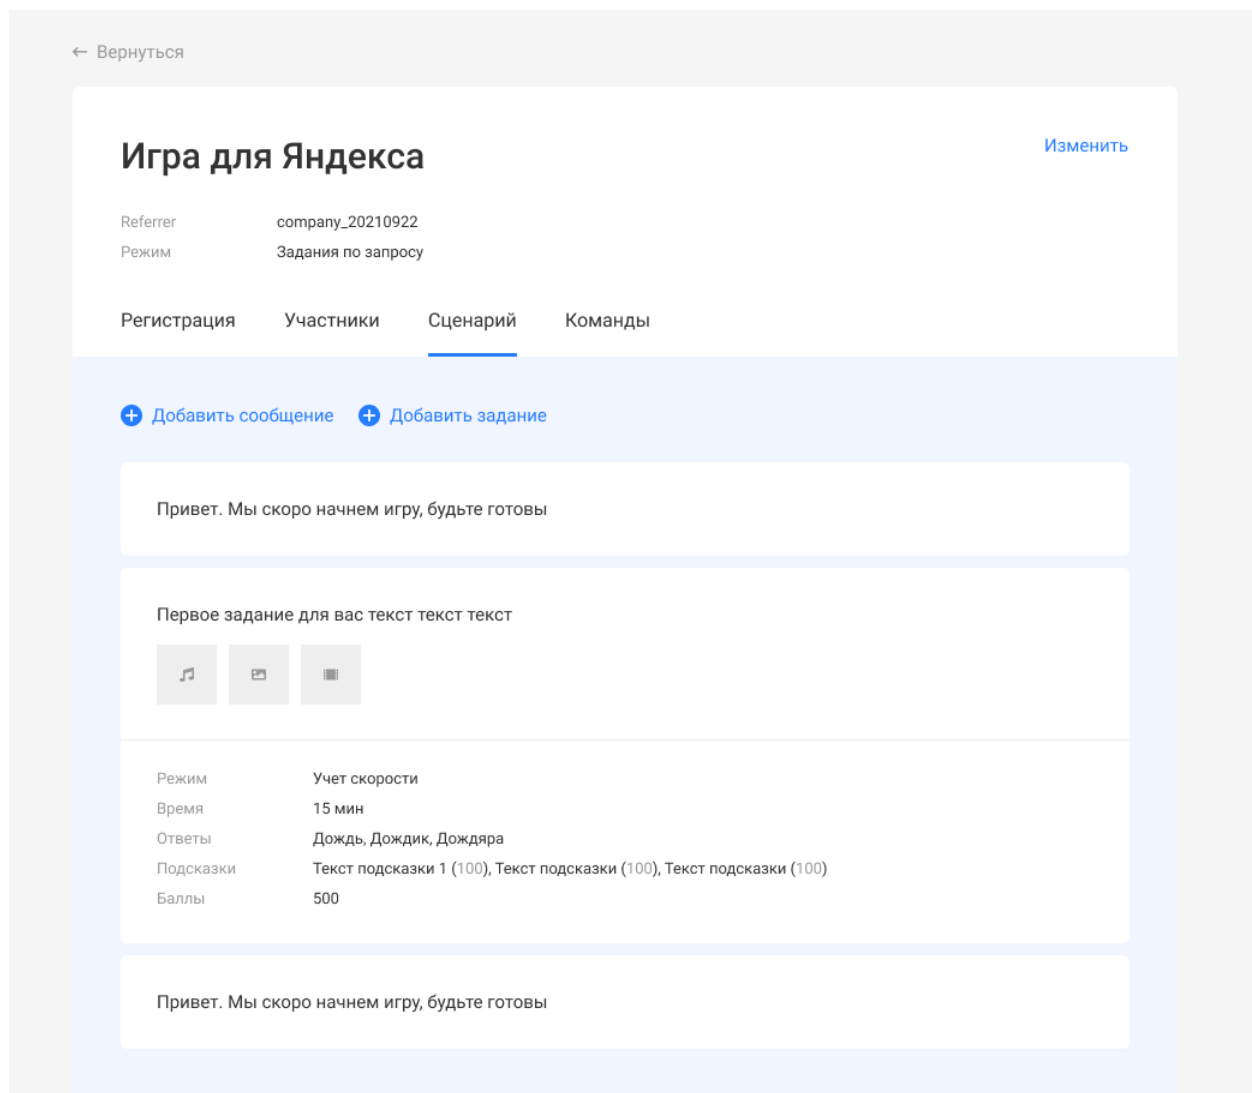 ← Вернуться
Игра для Яндекса
Изменить
Referrer company_20210922
Режим Задания по запросу
Регистрация Участники Сценарий Команды
Добавить сообщение Добавить задание
Привет. Мы скоро начнем игру, будьте готовы
Первое задание для вас текст текст текст
Режим Учет скорости
Время 15 мин
Ответы Дождь, Дождик, Дождяра
Подсказки Текст подсказки 1 (100), Текст подсказки (100), Текст подсказки (100)
Баллы 500
Привет. Мы скоро начнем игру, будьте готовы